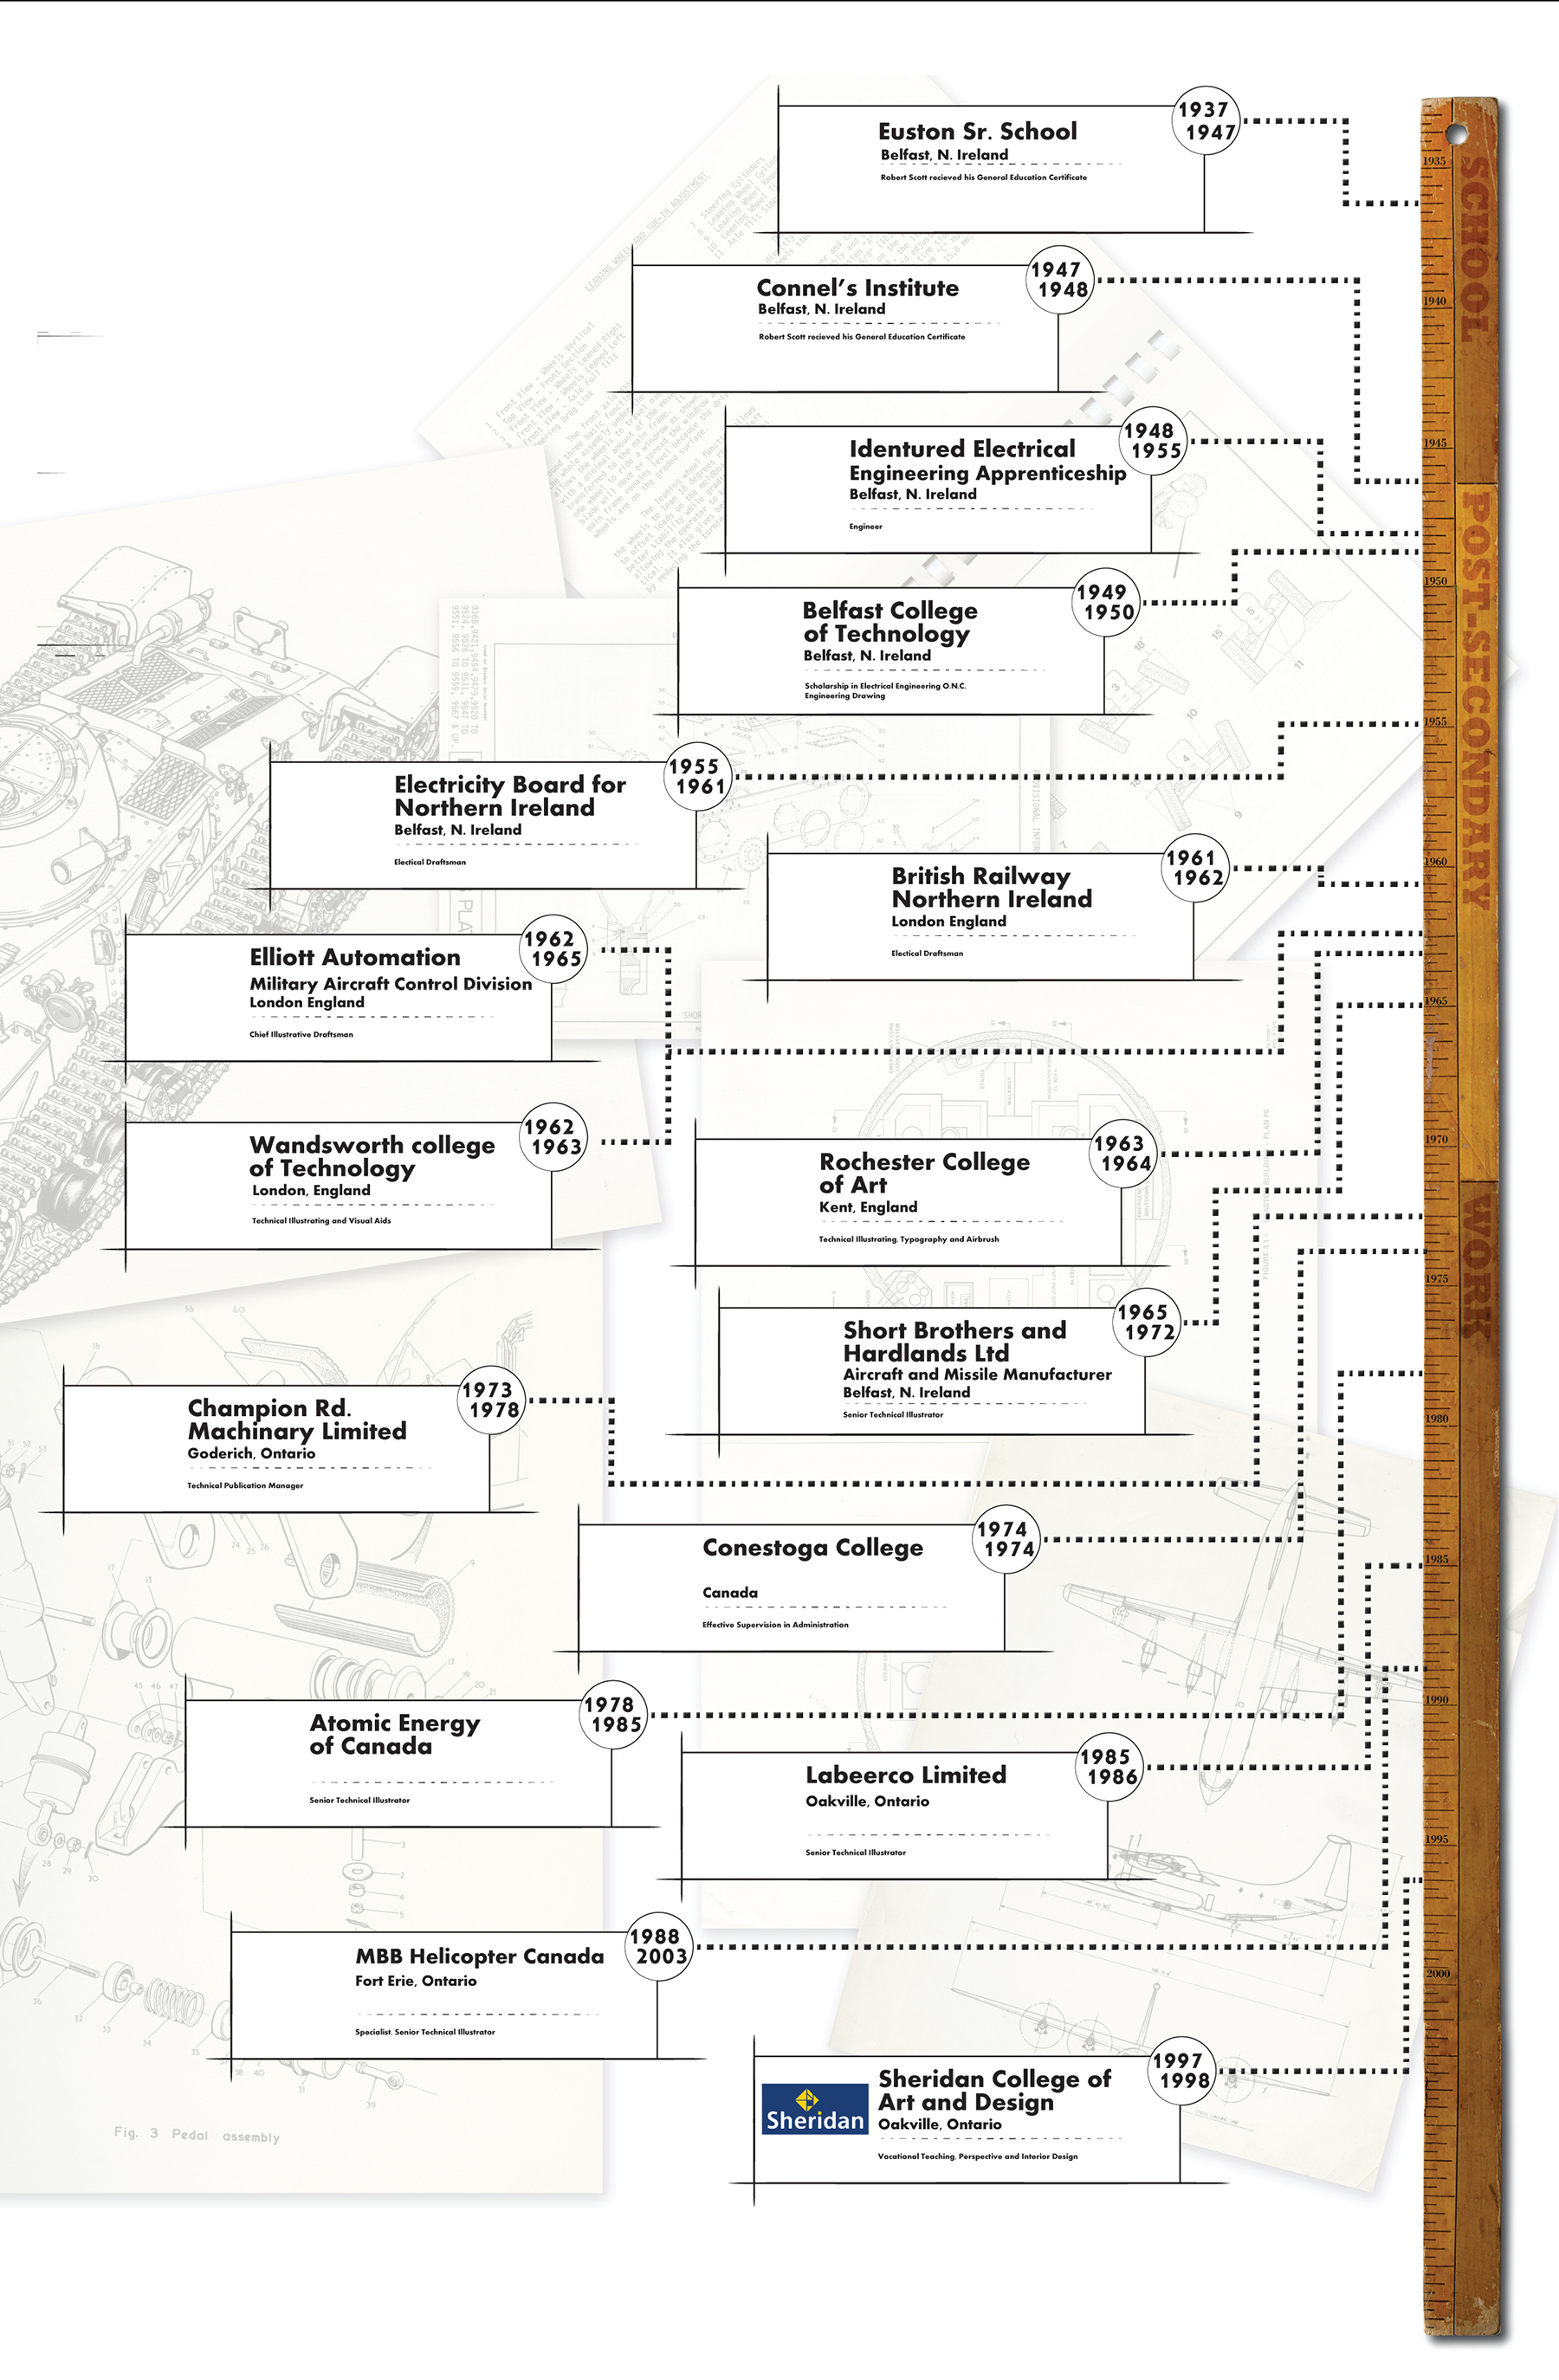 1937
1947
Euston Sr. School
Belfast, N. Ireland
Robert Scott recieved his General Education Certificate
1947
1948
Connel's Institute
Belfast, N. Ireland
Robert Scott recieved his General Education Certificate
1948
1955
Identured Electrical
Engineering Apprenticeship
Belfast, N. Ireland
Engineer
1949
1950
Belfast College
of Technology
Belfast, N. Ireland
Scholarship in Electrical Engineering O.N.C.
Engineering Drawing
1955
1961
Electricity Board for
Northern Ireland
Belfast, N. Ireland
Electical Draftsman
1961
1962
British Railway
Northern Ireland
London England
Electical Draftsman
1962
1965
Elliott Automation
Military Aircraft Control Division
London England
Chief Illustrative Draftsman
1962
1963
Wandsworth college
of Technology
London, England
Technical Illustrating and Visual Aids
1963
1964
Rochester College
of Art
Kent, England
Technical Illustrating, Typography and Airbrush
1965
1972
Short Brothers and
Hardlands Ltd
Aircraft and Missile Manufacturer
Belfast, N. Ireland
Senior Technical Illustrator
1973
1978
Champion Rd.
Machinary Limited
Goderich, Ontario
Technical Publication Manager
1974
1974
Conestoga College
Canada
Effective Supervision in Administration
1978
1985
Atomic Energy
of Canada
Senior Technical Illustrator
1985
1986
Labeerco Limited
Oakville, Ontario
Senior Technical Illustrator
1988
2003
MBB Helicopter Canada
Fort Erie, Ontario
Specialist, Senior Technical Illustrator
1997
1998
Sheridan
Sheridan College of
Art and Design
Oakville, Ontario
Vocational Teaching, Perspective and Interior Design
SCHOOL
POST-SECONDARY
WORK
1935
1940
1945
1950
1955
1960
1965
1970
1975
1980
1985
1990
1995
2000
LEANING WHEEL AND TOE-IN ADJUSTMENT
Fig. 3 Pedal assembly